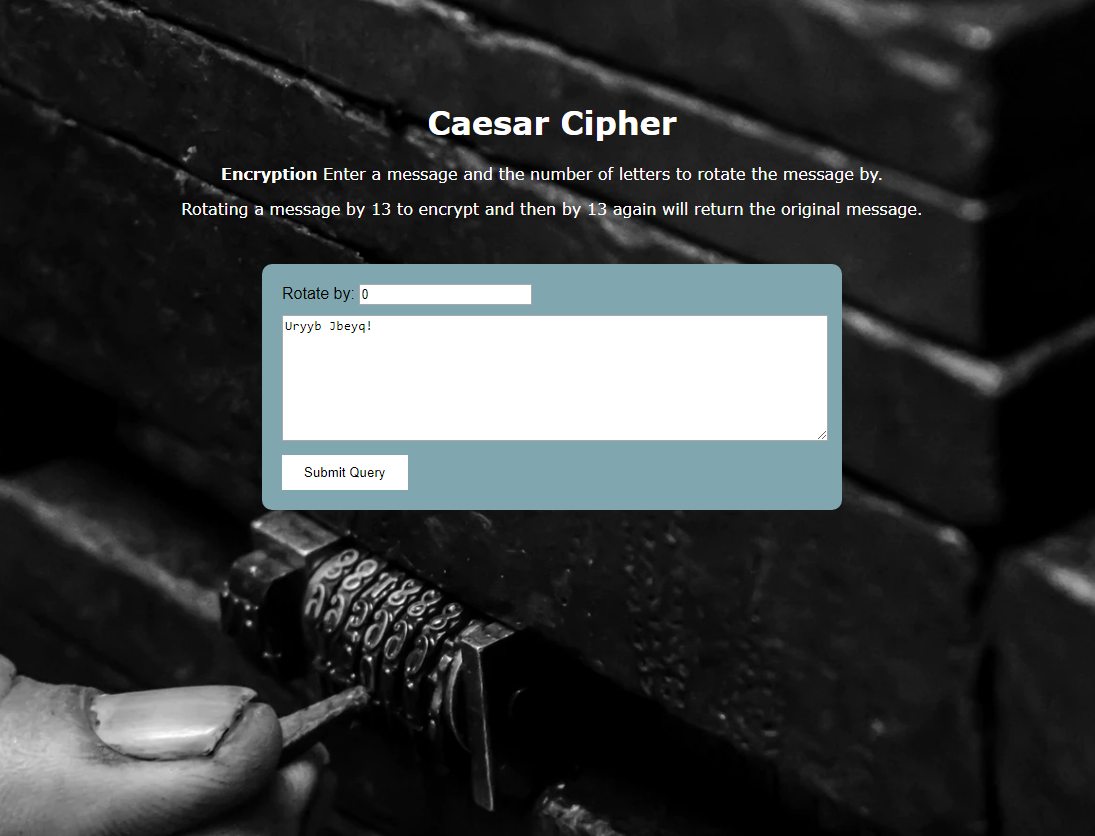 Caesar Cipher
Encryption Enter a message and the number of letters to rotate the message by.
Rotating a message by 13 to encrypt and then by 13 again will return the original message.
Rotate by: 0
Uryyb Jbeyq!
Submit Query